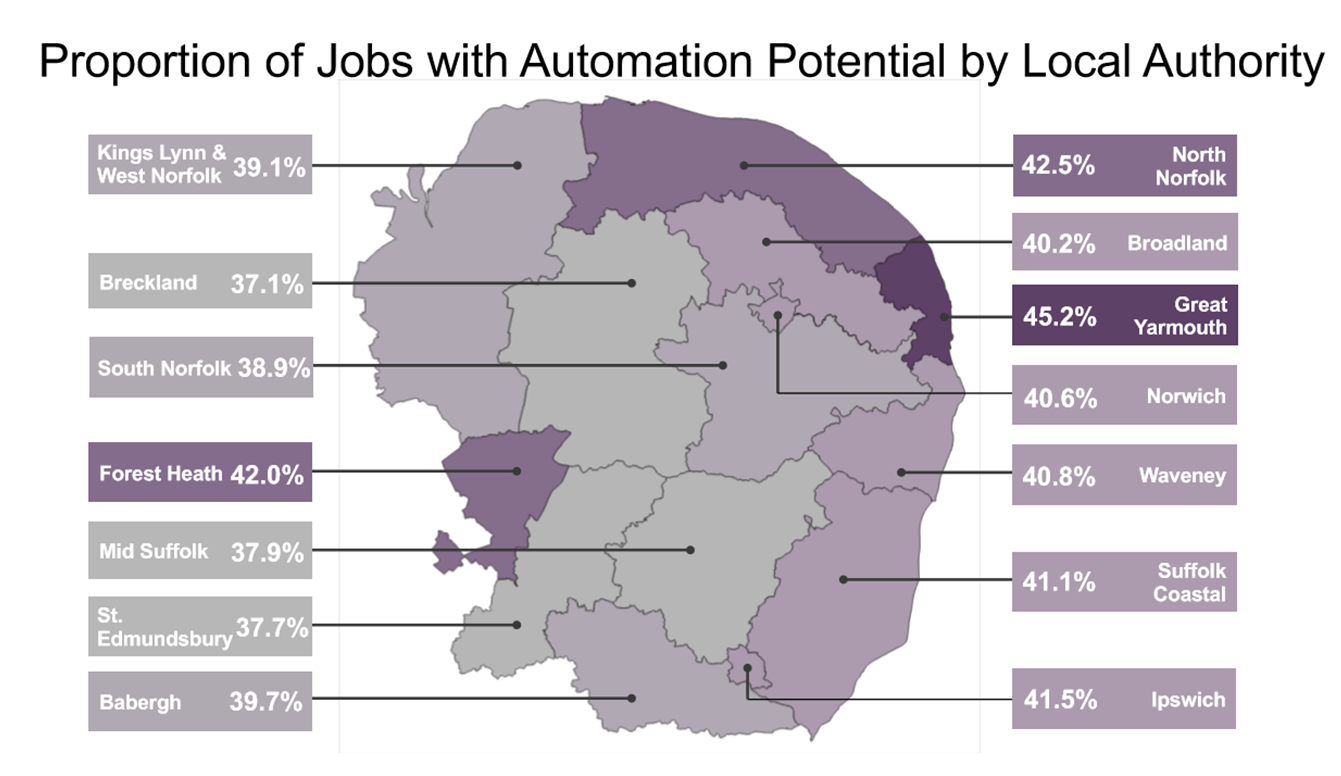 Proportion of Jobs with Automation Potential by Local Authority
Kings Lynn &
West Norfolk 39.1%
Breckland 37.1%
South Norfolk 38.9%
Forest Heath 42.0%
Mid Suffolk 37.9%
St.
Edmundsbury 37.7%
Babergh 39.7%
42.5% North
Norfolk
40.2% Broadland
45.2% Great
Yarmouth
40.6% Norwich
40.8% Waveney
41.1% Suffolk
Coastal
41.5% Ipswich